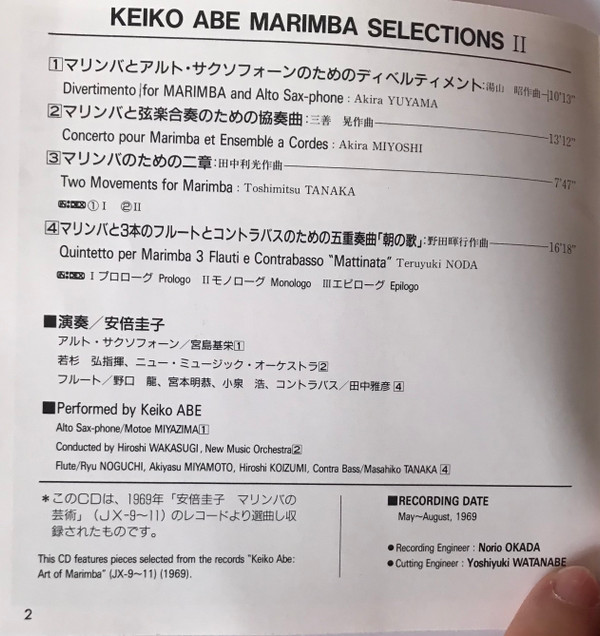 KEIKO ABE MARIMBA SELECTIONS II
1 マリンバとアルト・サクソフォーンのためのディベルティメント:湯山 昭作曲 10'13"
Divertimento for MARIMBA and Alto Sax-phone : Akira YUYAMA
2 マリンバと弦楽合奏のための協奏曲:三善 晃作曲 13'12"
Concerto pour Marimba et Ensemble a Cordes : Akira MIYOSHI
3 マリンバのための二章:田中利光作曲 7'47"
Two Movements for Marimba : Toshimitsu TANAKA
① I ② II
4 マリンバと3本のフルートとコントラバスのための五重奏曲「朝の歌」:野田暉行作曲 16'18"
Quintetto per Marimba 3 Flauti e Contrabasso "Mattinata" Teruyuki NODA
I プロローグ Prologo II モノローグ Monologo III エピローグ Epilogo
■演奏/安倍圭子
アルト・サクソフォーン/宮島基栄1
若杉 弘指揮、ニュー・ミュージック・オーケストラ2
フルート/野口 龍、宮本明恭、小泉 浩、コントラバス/田中雅彦 4
■Performed by Keiko ABE
Alto Sax-phone/Motoe MIYAZIMA1
Conducted by Hiroshi WAKASUGI, New Music Orchestra2
Flute/Ryu NOGUCHI, Akiyasu MIYAMOTO, Hiroshi KOIZUMI, Contra Bass/Masahiko TANAKA 4
*このCDは、1969年「安倍圭子 マリンバの
芸術」(JX-9〜11)のレコードより選曲し収
録されたものです。
This CD features pieces selected from the records "Keiko Abe:
Art of Marimba" (JX-9〜11) (1969).
■RECORDING DATE
May〜August, 1969
●Recording Engineer : Norio OKADA
●Cutting Engineer : Yoshiyuki WATANABE
2